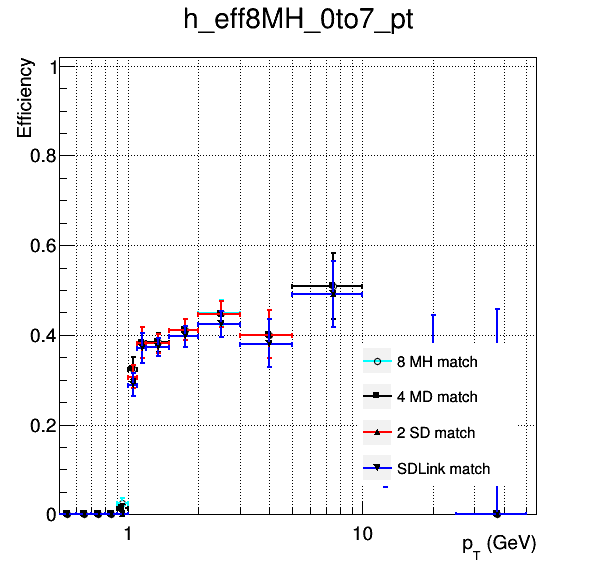 h_eff8MH_0to7_pt
Efficiency
1
0.8
0.6
0.4
0.2
0
8 MH match
4 MD match
2 SD match
SDLink match
1
10
p_T (GeV)